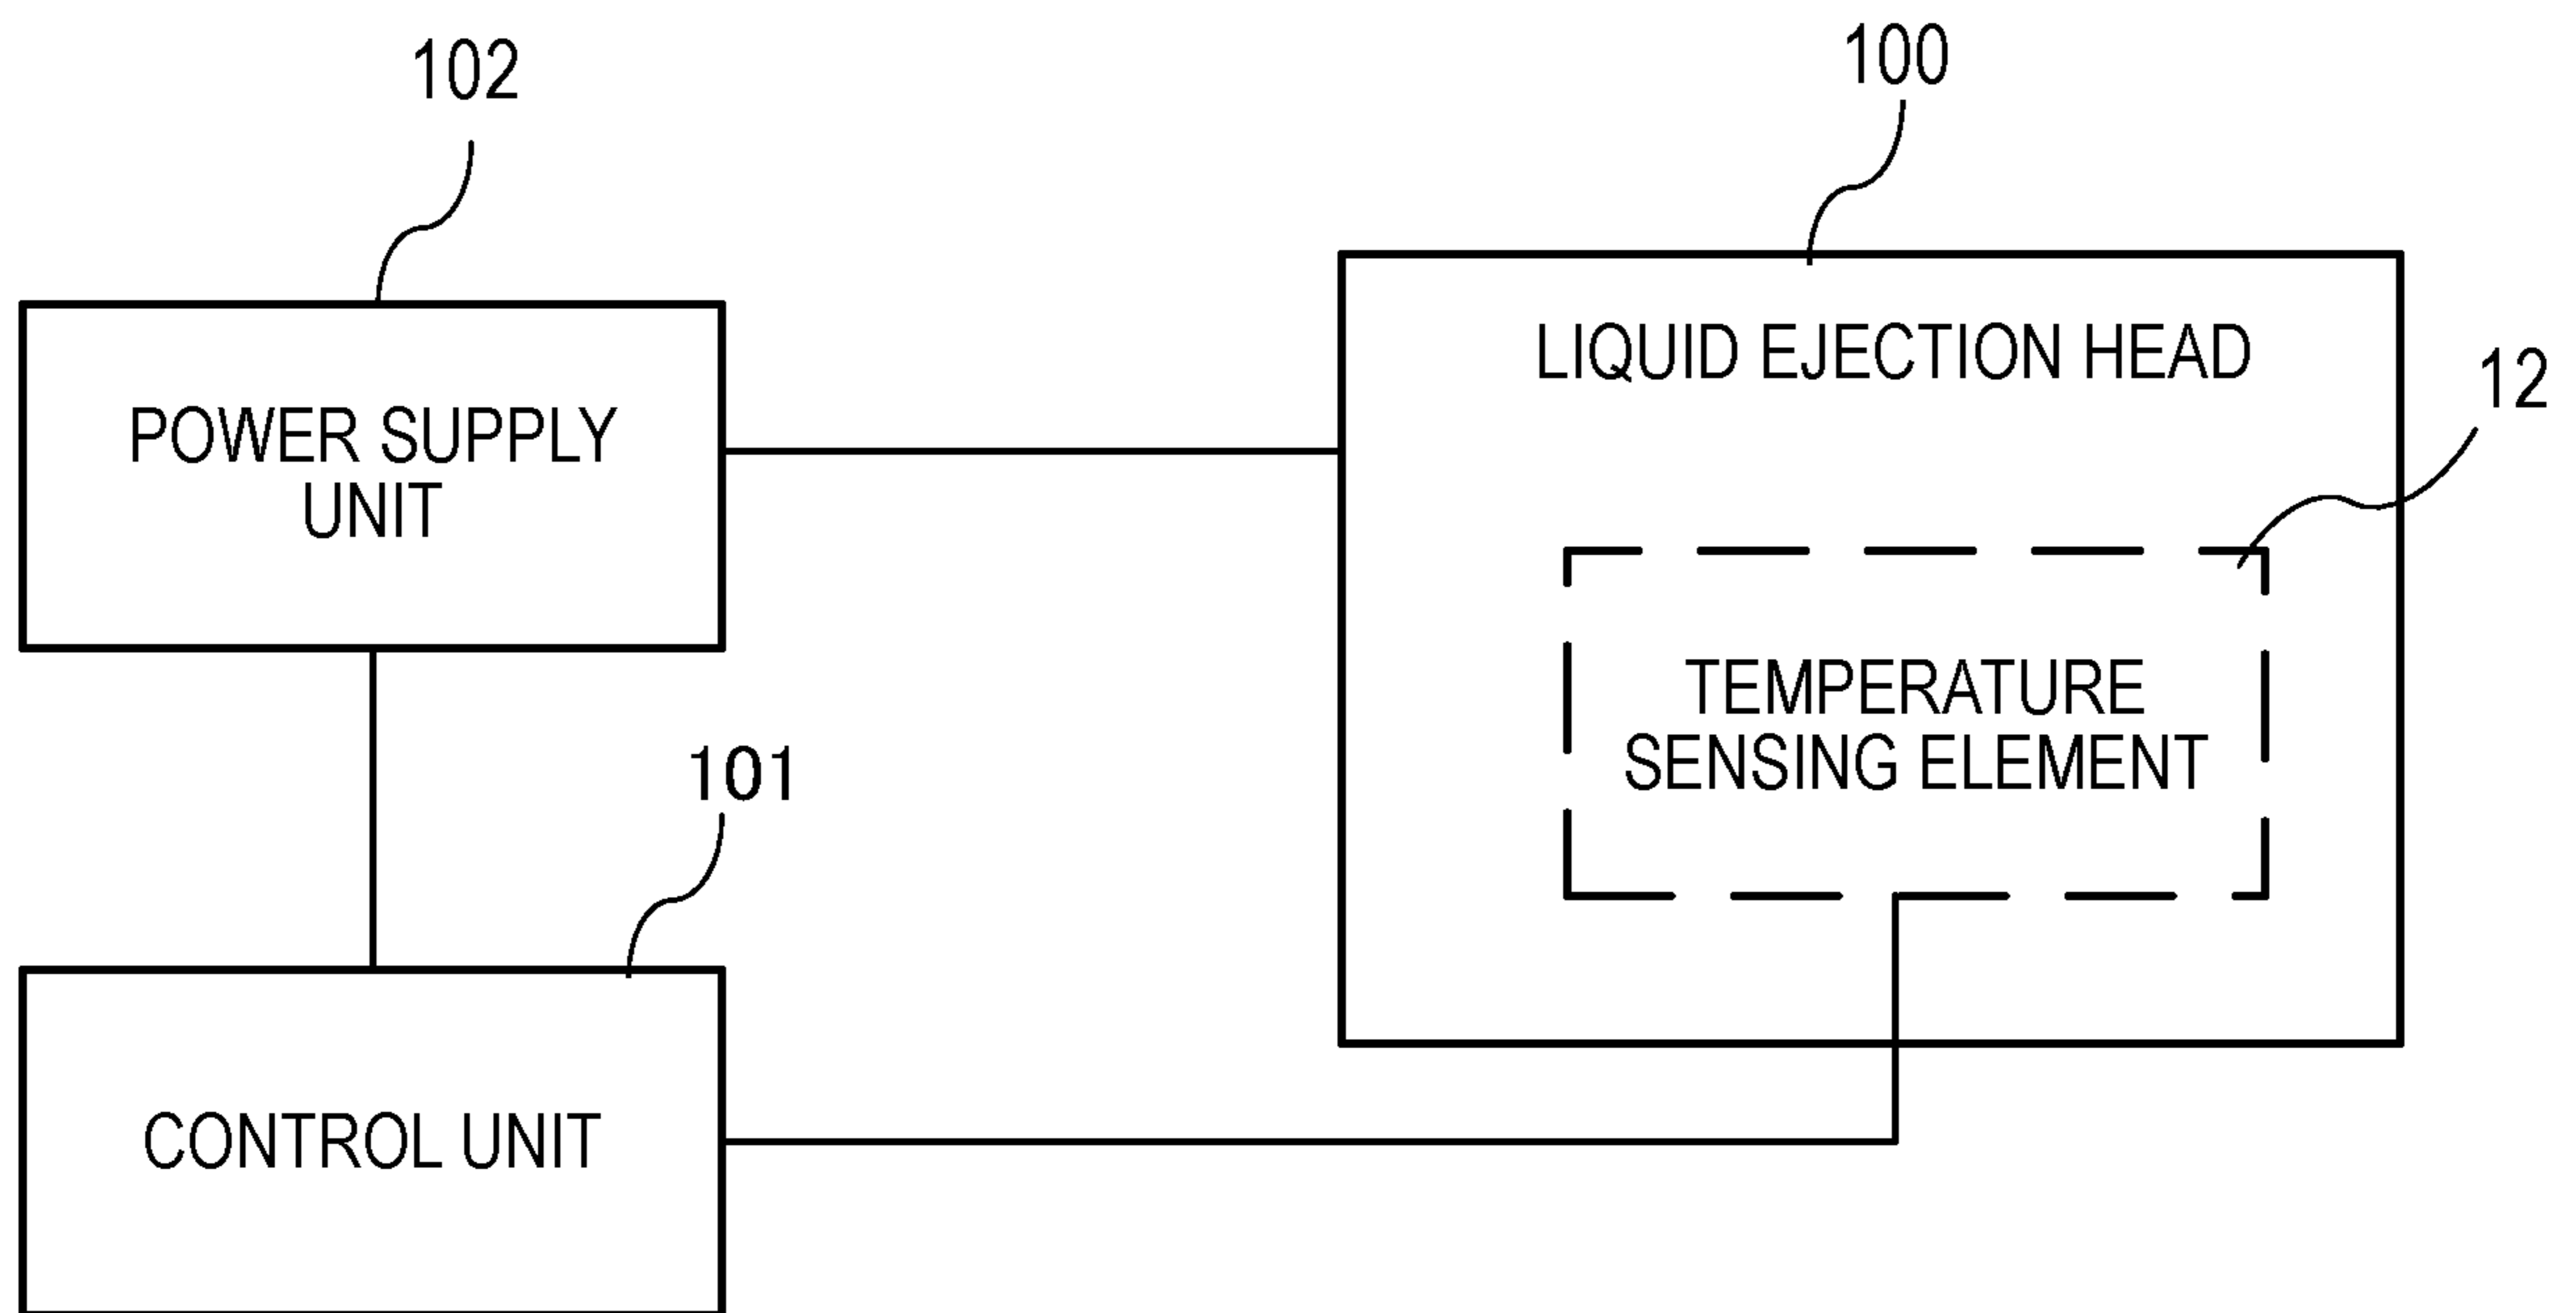 102
100
POWER SUPPLY
UNIT
LIQUID EJECTION HEAD
12
TEMPERATURE
SENSING ELEMENT
101
CONTROL UNIT